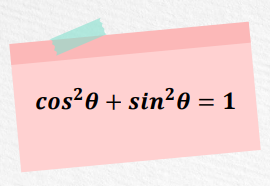 cos²θ + sin²θ = 1